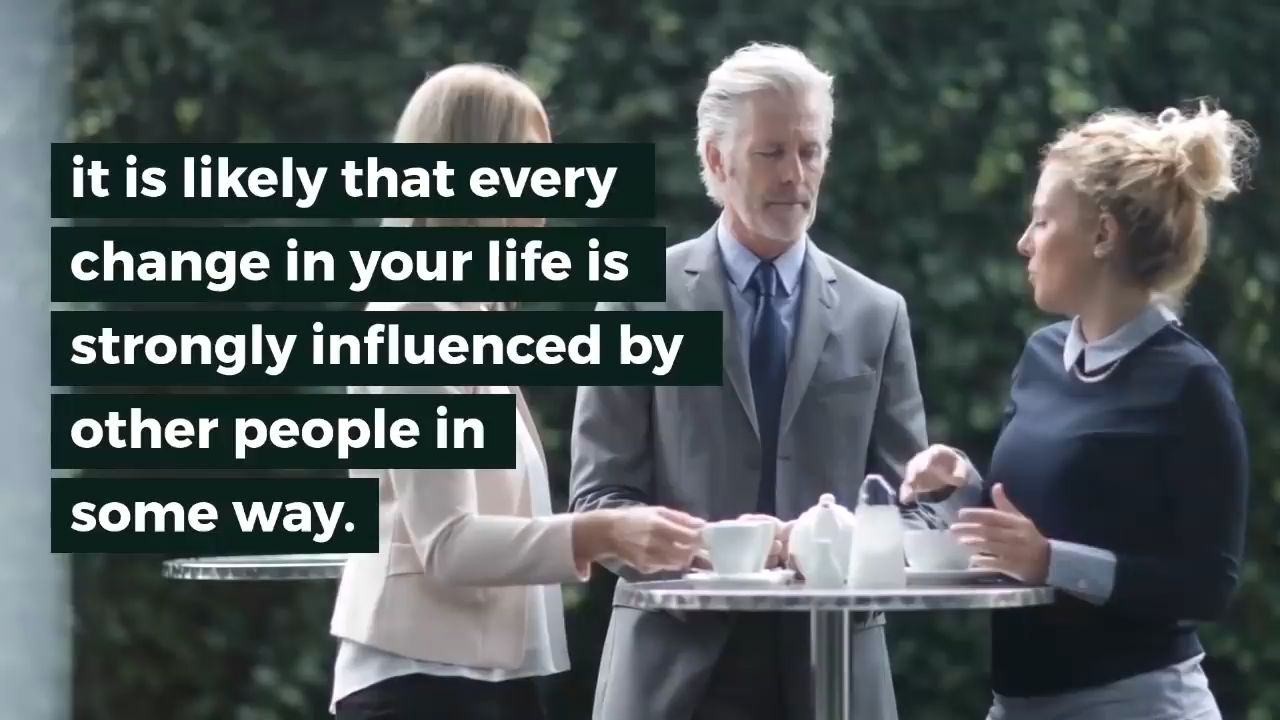 it is likely that every
change in your life is
strongly influenced by
other people in
some way.